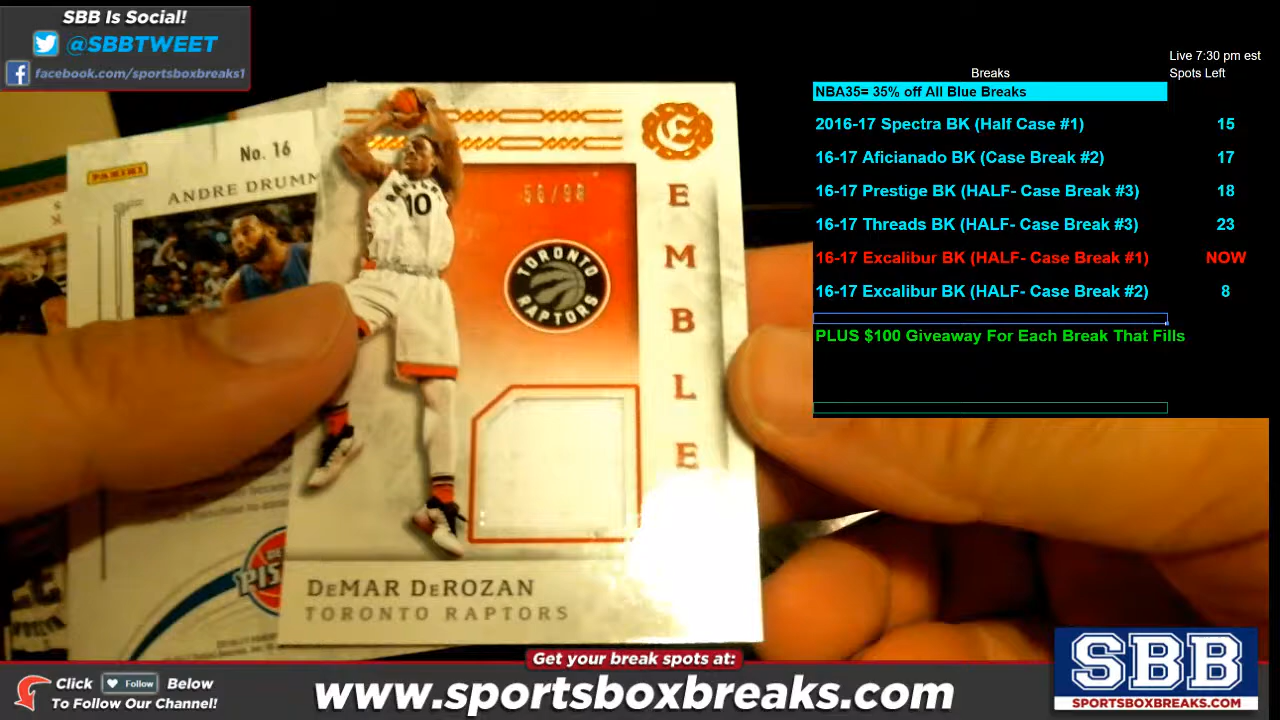 SBB Is Social!
@SBBTWEET
facebook.com/sportsboxbreaks1
Live 7:30 pm est
Breaks
Spots Left
NBA35= 35% off All Blue Breaks
2016-17 Spectra BK (Half Case #1) 15
16-17 Aficianado BK (Case Break #2) 17
16-17 Prestige BK (HALF- Case Break #3) 18
16-17 Threads BK (HALF- Case Break #3) 23
16-17 Excalibur BK (HALF- Case Break #1) NOW
16-17 Excalibur BK (HALF- Case Break #2) 8
PLUS $100 Giveaway For Each Break That Fills
No. 16
PANINI
ANDRE DRUMM
PIS
10
TORONTO
RAPTORS
EMBLE
DEMAR DEROZAN
TORONTO RAPTORS
Get your break spots at:
www.sportsboxbreaks.com
Click Follow Below
To Follow Our Channel!
SBB
SPORTSBOXBREAKS.COM